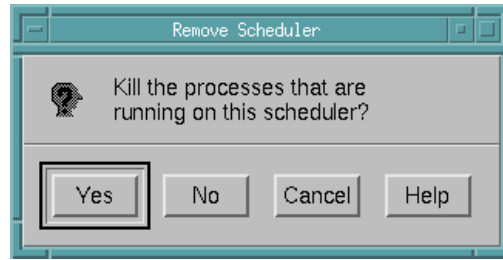 Remove Scheduler
Kill the processes that are
running on this scheduler?
Yes No Cancel Help